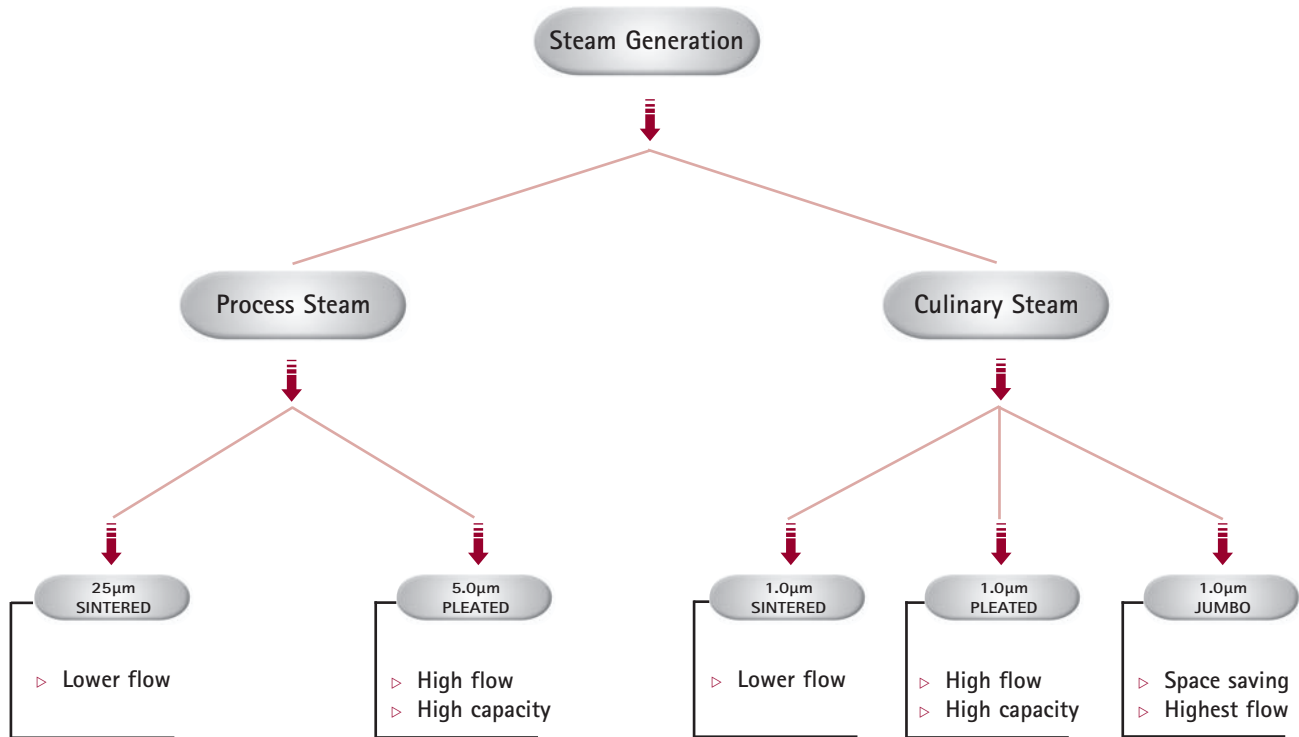 Steam Generation
Process Steam
Culinary Steam
25µm
SINTERED
5.0µm
PLEATED
1.0µm
SINTERED
1.0µm
PLEATED
1.0µm
JUMBO
Lower flow
High flow
High capacity
Lower flow
High flow
High capacity
Space saving
Highest flow